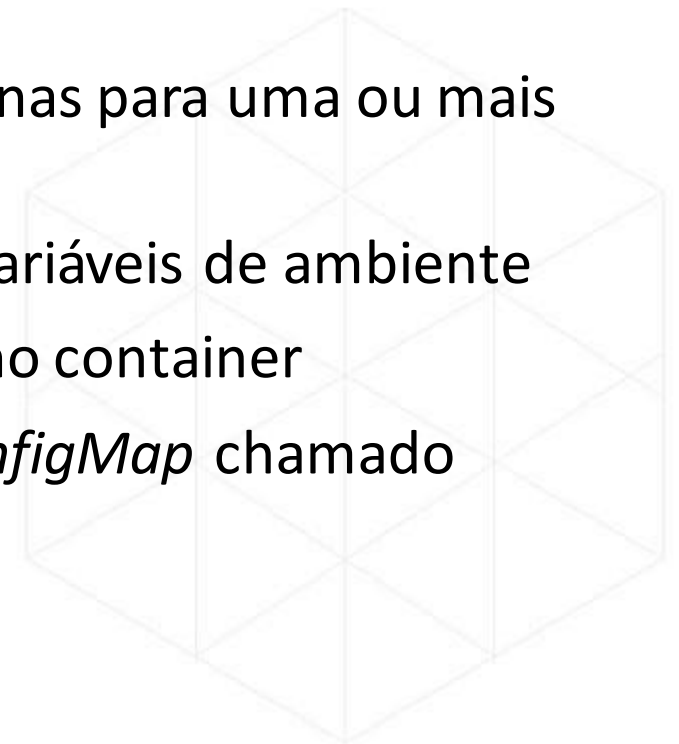 nas para uma ou mais
ariáveis de ambiente
no container
nfigMap chamado